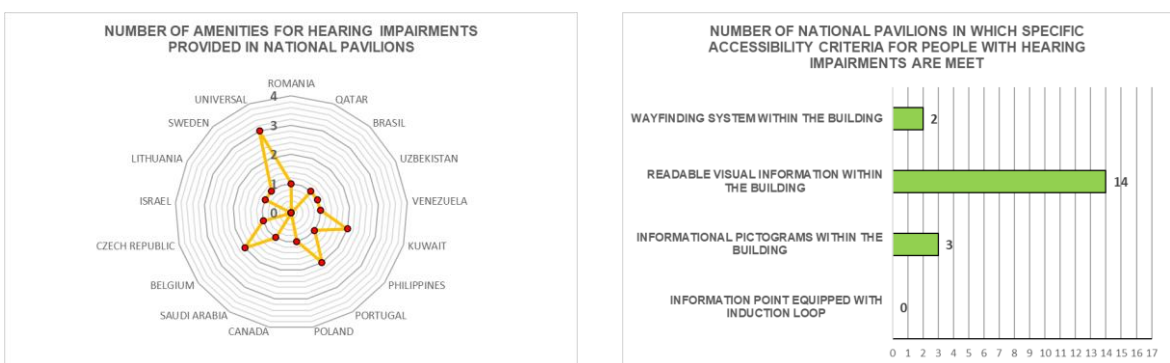 NUMBER OF AMENITIES FOR HEARING IMPAIRMENTS
PROVIDED IN NATIONAL PAVILIONS
ROMANIA
QATAR
BRASIL
UZBEKISTAN
VENEZUELA
KUWAIT
PHILIPPINES
PORTUGAL
POLAND
CANADA
SAUDI ARABIA
BELGIUM
CZECH REPUBLIC
ISRAEL
LITHUANIA
SWEDEN
UNIVERSAL
4
3
2
1
0
NUMBER OF NATIONAL PAVILIONS IN WHICH SPECIFIC
ACCESSIBILITY CRITERIA FOR PEOPLE WITH HEARING
IMPAIRMENTS ARE MEET
WAYFINDING SYSTEM WITHIN THE BUILDING
2
READABLE VISUAL INFORMATION WITHIN
THE BUILDING
14
INFORMATIONAL PICTOGRAMS WITHIN THE
BUILDING
3
INFORMATION POINT EQUIPPED WITH
INDUCTION LOOP
0
0 1 2 3 4 5 6 7 8 9 10 11 12 13 14 15 16 17